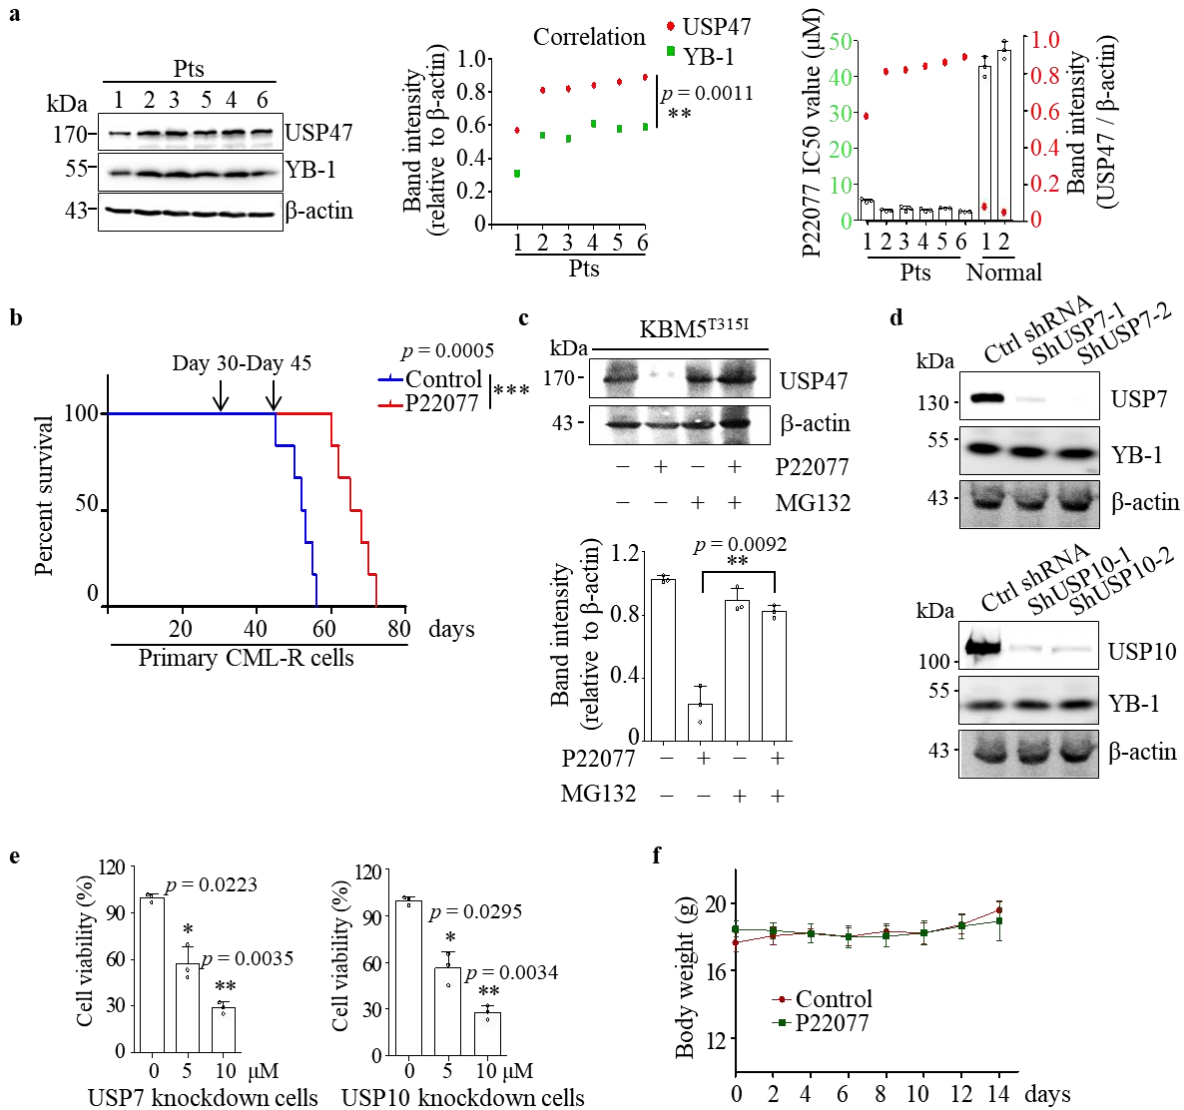 a
Pts
kDa 1 2 3 5 4 6
170 USP47
55 YB-1
43 β-actin
Correlation
USP47
YB-1
p = 0.0011
**
Band intensity
(relative to β-actin)
1.0
0.8
0.6
0.4
0.2
0
1 2 3 4 5 6
Pts
P22077 IC50 value (μM)
50
40
30
20
10
0
1.0
0.8
0.6
0.4
0.2
0
Band intensity
(USP47 / β-actin)
1 2 3 4 5 6 1 2
Pts Normal
b
Day 30-Day 45
p = 0.0005
Control
P22077
***
Percent survival
100
50
0
20 40 60 80 days
Primary CML-R cells
c
KBM5T315I
kDa
170 USP47
43 β-actin
− + − + P22077
− − + + MG132
p = 0.0092
**
Band intensity
(relative to β-actin)
1.2
0.8
0.4
0
P22077 − + − +
MG132 − − + +
d
Ctrl shRNA
ShUSP7-1
ShUSP7-2
kDa
130 USP7
55 YB-1
43 β-actin
Ctrl shRNA
ShUSP10-1
ShUSP10-2
kDa
100 USP10
55 YB-1
43 β-actin
e
Cell viability (%)
120
90
60
30
0
p = 0.0223
*
p = 0.0035
**
0 5 10 μM
USP7 knockdown cells
Cell viability (%)
120
90
60
30
0
p = 0.0295
*
p = 0.0034
**
0 5 10 μM
USP10 knockdown cells
f
Body weight (g)
20
16
12
Control
P22077
0 2 4 6 8 10 12 14 days